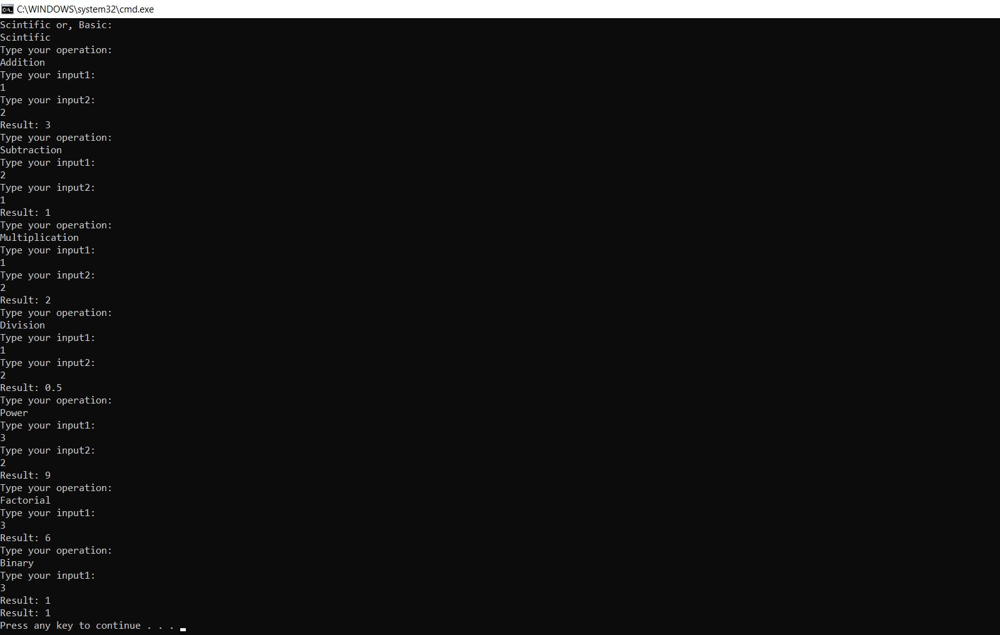 C:\WINDOWS\system32\cmd.exe
Scintific or, Basic:
Scintific
Type your operation:
Addition
Type your input1:
1
Type your input2:
2
Result: 3
Type your operation:
Subtraction
Type your input1:
2
Type your input2:
1
Result: 1
Type your operation:
Multiplication
Type your input1:
1
Type your input2:
2
Result: 2
Type your operation:
Division
Type your input1:
1
Type your input2:
2
Result: 0.5
Type your operation:
Power
Type your input1:
3
Type your input2:
2
Result: 9
Type your operation:
Factorial
Type your input1:
3
Result: 6
Type your operation:
Binary
Type your input1:
3
Result: 1
Result: 1
Press any key to continue . . .